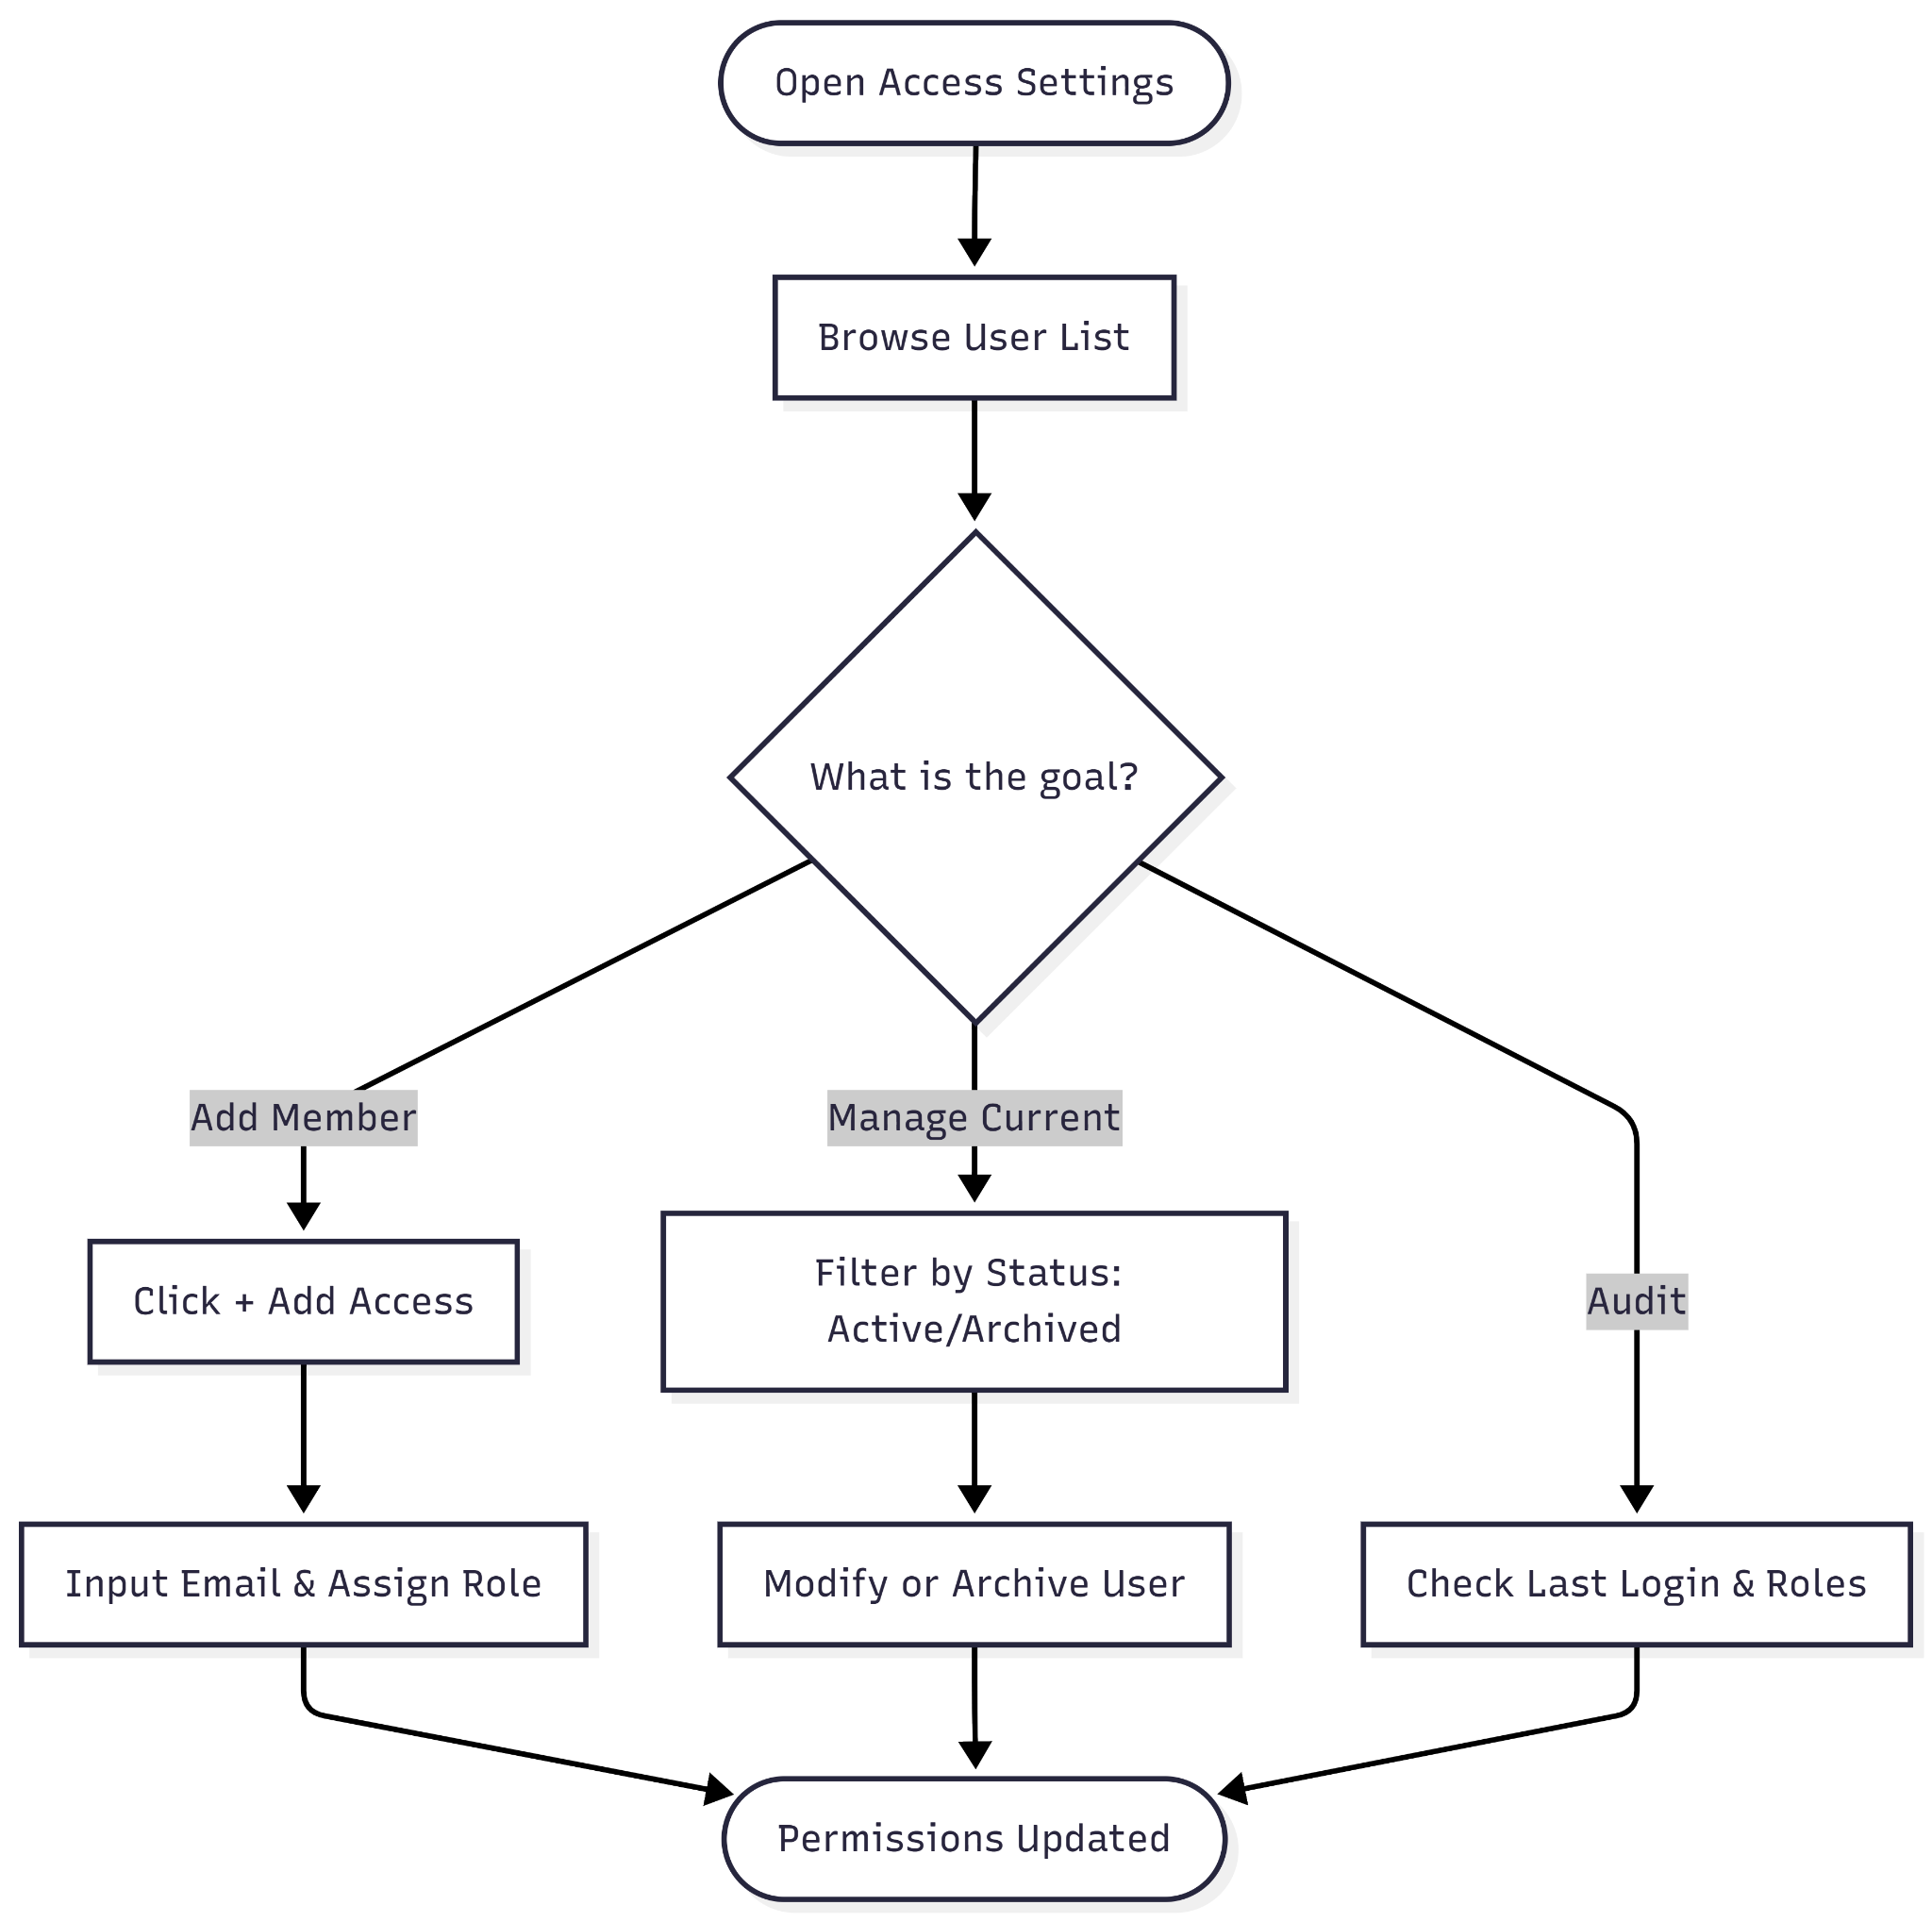 Open Access Settings
Browse User List
What is the goal?
Add Member
Manage Current
Audit
Click + Add Access
Filter by Status:
Active/Archived
Input Email & Assign Role
Modify or Archive User
Check Last Login & Roles
Permissions Updated